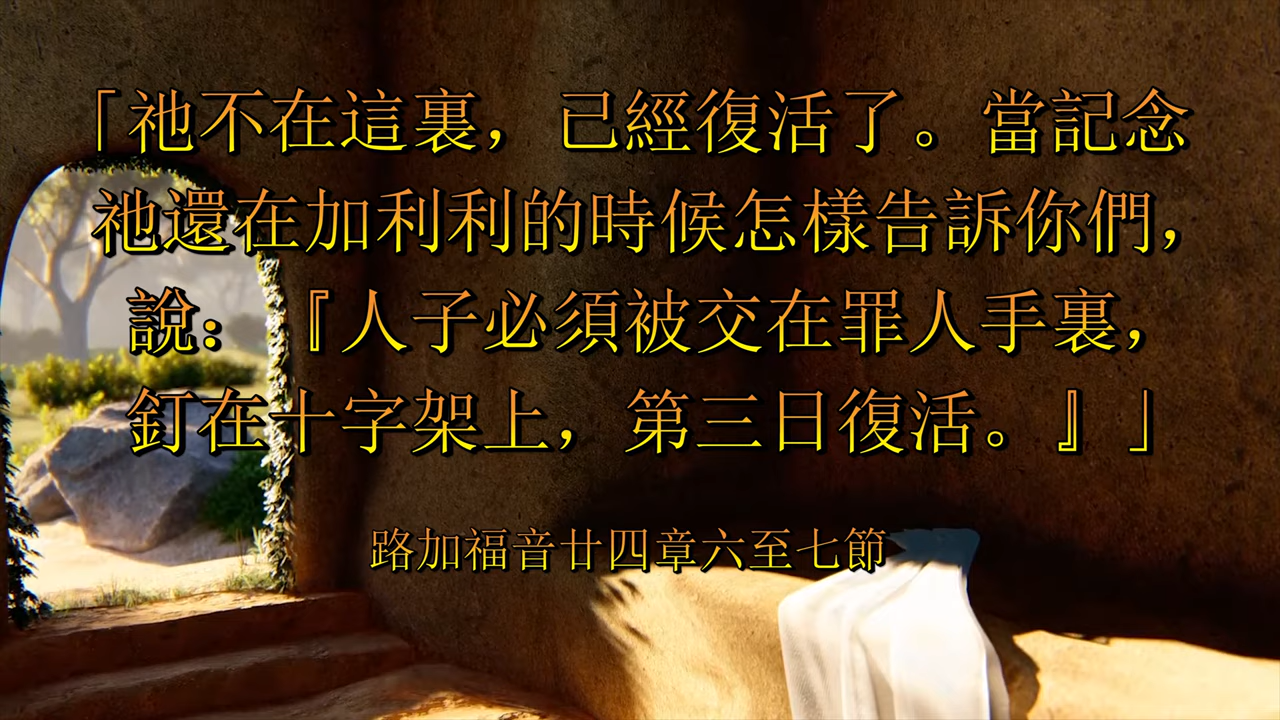 「祂不在這裏，已經復活了。當記念
祂還在加利利的時候怎樣告訴你們，
說：『人子必須被交在罪人手裏，
釘在十字架上，第三日復活。』」
路加福音廿四章六至七節